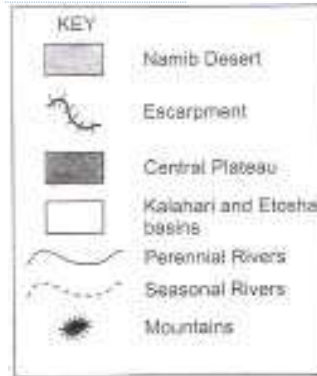 KEY
Namib Desert
Escarpment
Central Plateau
Kalahari and Etosha
basins
Perennial Rivers
Seasonal Rivers
Mountains